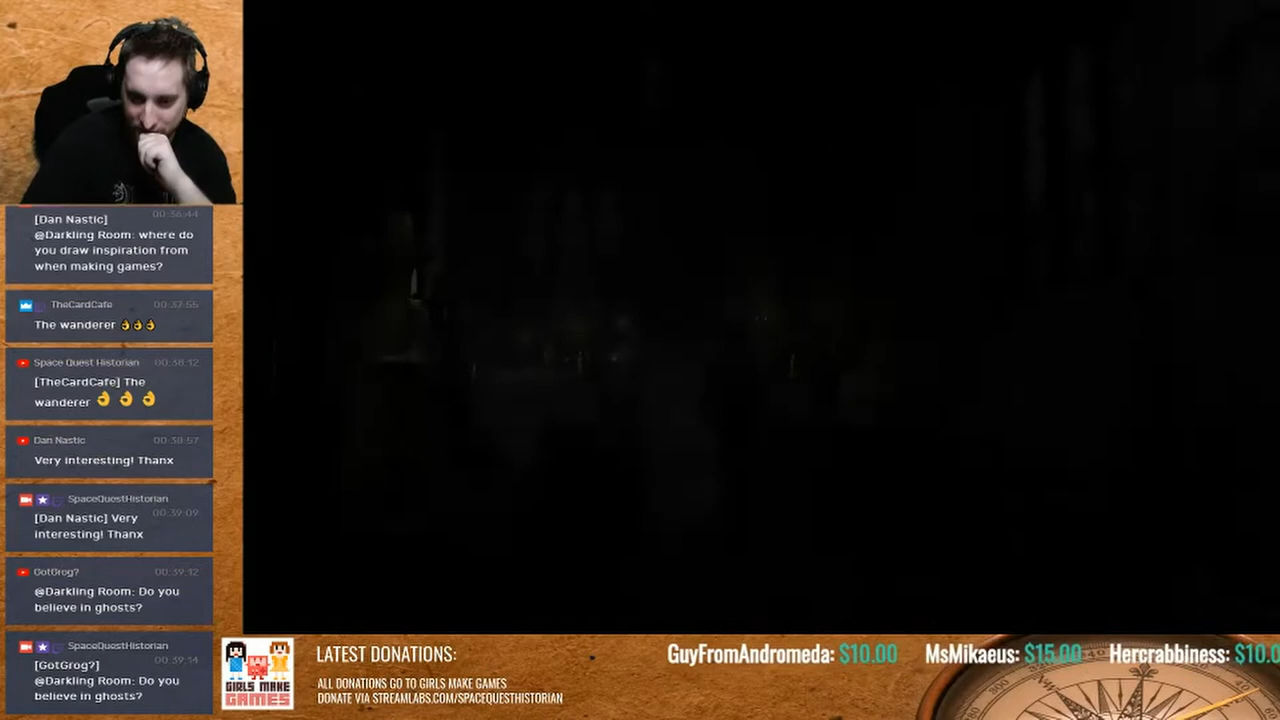 [Dan Nastic] 00:36:44
@Darkling Room: where do
you draw inspiration from
when making games?
TheCardCafe 00:37:55
The wanderer 👌👌👌
Space Quest Historian 00:38:12
[TheCardCafe] The
wanderer 👌 👌 👌
Dan Nastic 00:38:57
Very interesting! Thanx
SpaceQuestHistorian
00:39:09
[Dan Nastic] Very
interesting! Thanx
GotGrog? 00:39:12
@Darkling Room: Do you
believe in ghosts?
SpaceQuestHistorian
00:39:14
[GotGrog?]
@Darkling Room: Do you
believe in ghosts?
GIRLS MAKE
GAMES
LATEST DONATIONS:
ALL DONATIONS GO TO GIRLS MAKE GAMES
DONATE VIA STREAMLABS.COM/SPACEQUESTHISTORIAN
GuyFromAndromeda: $10.00 MsMikaeus: $15.00 Hercrabbiness: $10.0